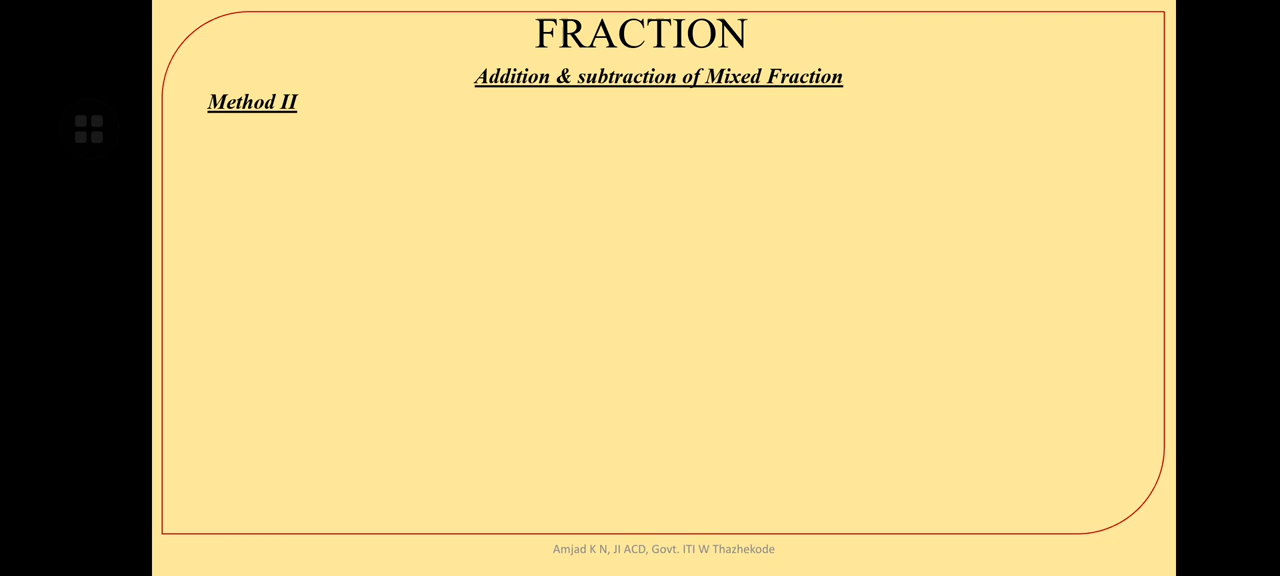 FRACTION
Addition & subtraction of Mixed Fraction
Method II
Amjad K N, JI ACD, Govt. ITI W Thazhekode